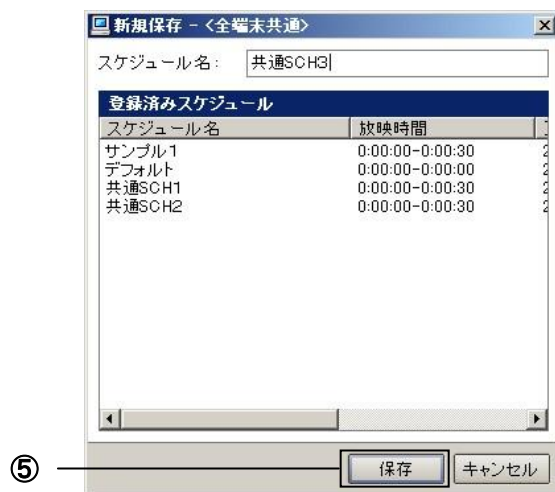 新規保存 - <全端末共通>
スケジュール名: 共通SCH3
登録済みスケジュール
スケジュール名 放映時間
サンプル1 0:00:00-0:00:30 2
デフォルト 0:00:00-0:00:00 2
共通SCH1 0:00:00-0:00:30 2
共通SCH2 0:00:00-0:00:30 2
⑤ 保存 キャンセル